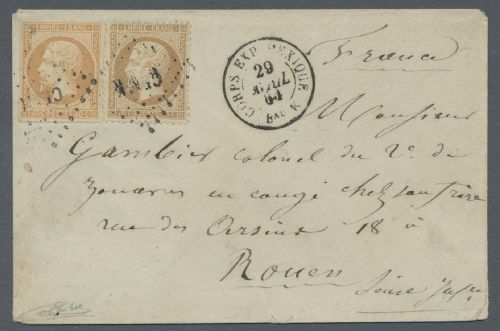 EMPIRE FRANC. EMPIRE FRANC.
CORPS EXP. MEXIQUE
29
AVRIL
64
BAU K
France
Monsieur
Gambier colonel du 2e de
zouaves en congé chez son frère
rue des Ursins 18 à
Rouen
Seine Infre